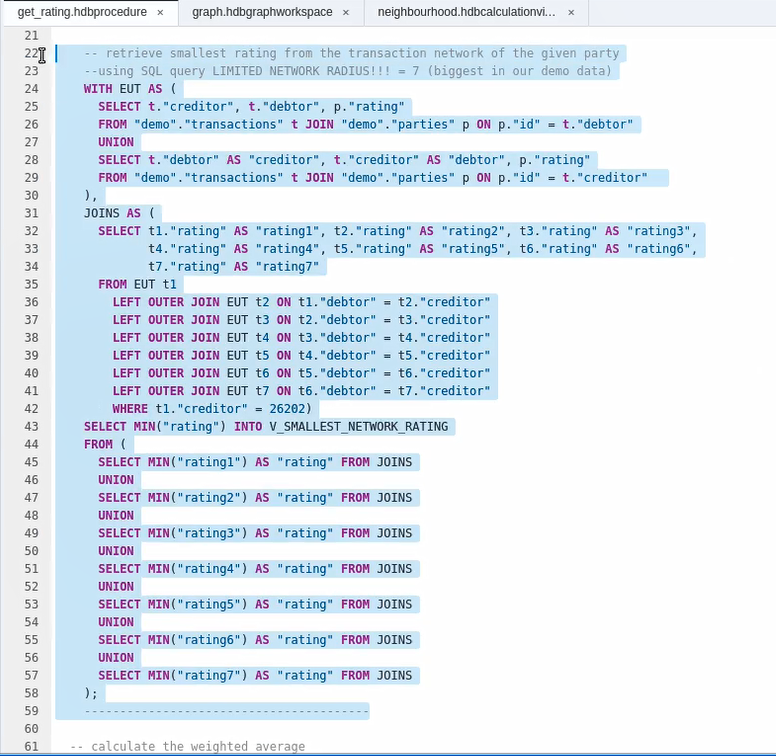 get_rating.hdbprocedure × graph.hdbgraphworkspace × neighbourhood.hdbcalculationvi... ×
21
22 -- retrieve smallest rating from the transaction network of the given party
23 --using SQL query LIMITED NETWORK RADIUS!!! = 7 (biggest in our demo data)
24 WITH EUT AS (
25 SELECT t."creditor", t."debtor", p."rating"
26 FROM "demo"."transactions" t JOIN "demo"."parties" p ON p."id" = t."debtor"
27 UNION
28 SELECT t."debtor" AS "creditor", t."creditor" AS "debtor", p."rating"
29 FROM "demo"."transactions" t JOIN "demo"."parties" p ON p."id" = t."creditor"
30 ),
31 JOINS AS (
32 SELECT t1."rating" AS "rating1", t2."rating" AS "rating2", t3."rating" AS "rating3",
33 t4."rating" AS "rating4", t5."rating" AS "rating5", t6."rating" AS "rating6",
34 t7."rating" AS "rating7"
35 FROM EUT t1
36 LEFT OUTER JOIN EUT t2 ON t1."debtor" = t2."creditor"
37 LEFT OUTER JOIN EUT t3 ON t2."debtor" = t3."creditor"
38 LEFT OUTER JOIN EUT t4 ON t3."debtor" = t4."creditor"
39 LEFT OUTER JOIN EUT t5 ON t4."debtor" = t5."creditor"
40 LEFT OUTER JOIN EUT t6 ON t5."debtor" = t6."creditor"
41 LEFT OUTER JOIN EUT t7 ON t6."debtor" = t7."creditor"
42 WHERE t1."creditor" = 26202)
43 SELECT MIN("rating") INTO V_SMALLEST_NETWORK_RATING
44 FROM (
45 SELECT MIN("rating1") AS "rating" FROM JOINS
46 UNION
47 SELECT MIN("rating2") AS "rating" FROM JOINS
48 UNION
49 SELECT MIN("rating3") AS "rating" FROM JOINS
50 UNION
51 SELECT MIN("rating4") AS "rating" FROM JOINS
52 UNION
53 SELECT MIN("rating5") AS "rating" FROM JOINS
54 UNION
55 SELECT MIN("rating6") AS "rating" FROM JOINS
56 UNION
57 SELECT MIN("rating7") AS "rating" FROM JOINS
58 );
59 ----------------------------------------
60
61 -- calculate the weighted average